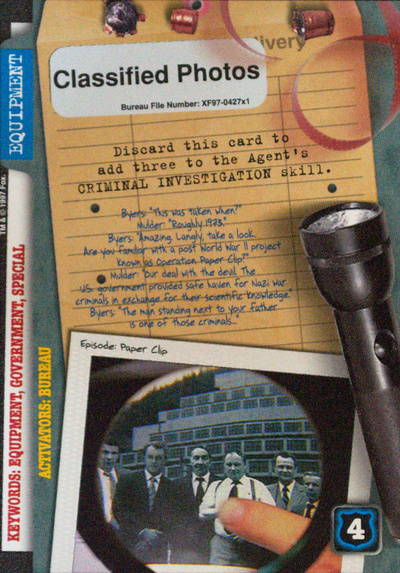 livery
Classified Photos
Bureau File Number: XF97-0427x1
Discard this card to
add three to the Agent's
CRIMINAL INVESTIGATION skill.
Byers: "This was taken when?"
Mulder: "Roughly 1973."
Byers: "Amazing. Langly, take a look.
Are you familiar with a post World War II project
known as Operation Paper Clip?"
Mulder: "Our deal with the devil. The
U.S. government provided safe haven for Nazi war
criminals in exchange for their scientific knowledge."
Byers: "The man standing next to your father
is one of those criminals..."
Episode: Paper Clip
4
EQUIPMENT
TM & © 1997 Fox.
KEYWORDS: EQUIPMENT, GOVERNMENT, SPECIAL
ACTIVATORS: BUREAU